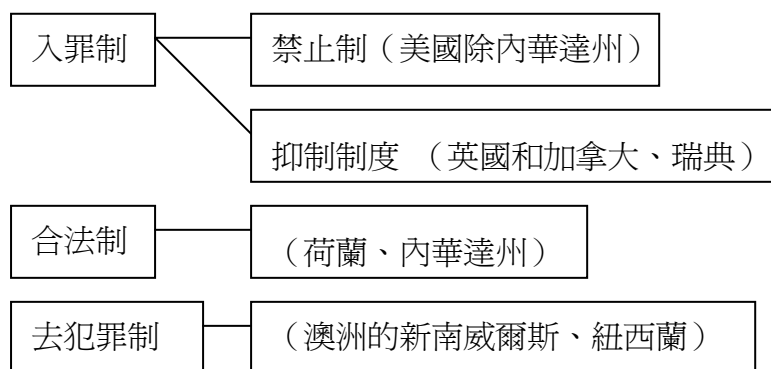 入罪制
禁止制（美國除內華達州）
抑制制度 （英國和加拿大、瑞典）
合法制
（荷蘭、內華達州）
去犯罪制
（澳洲的新南威爾斯、紐西蘭）